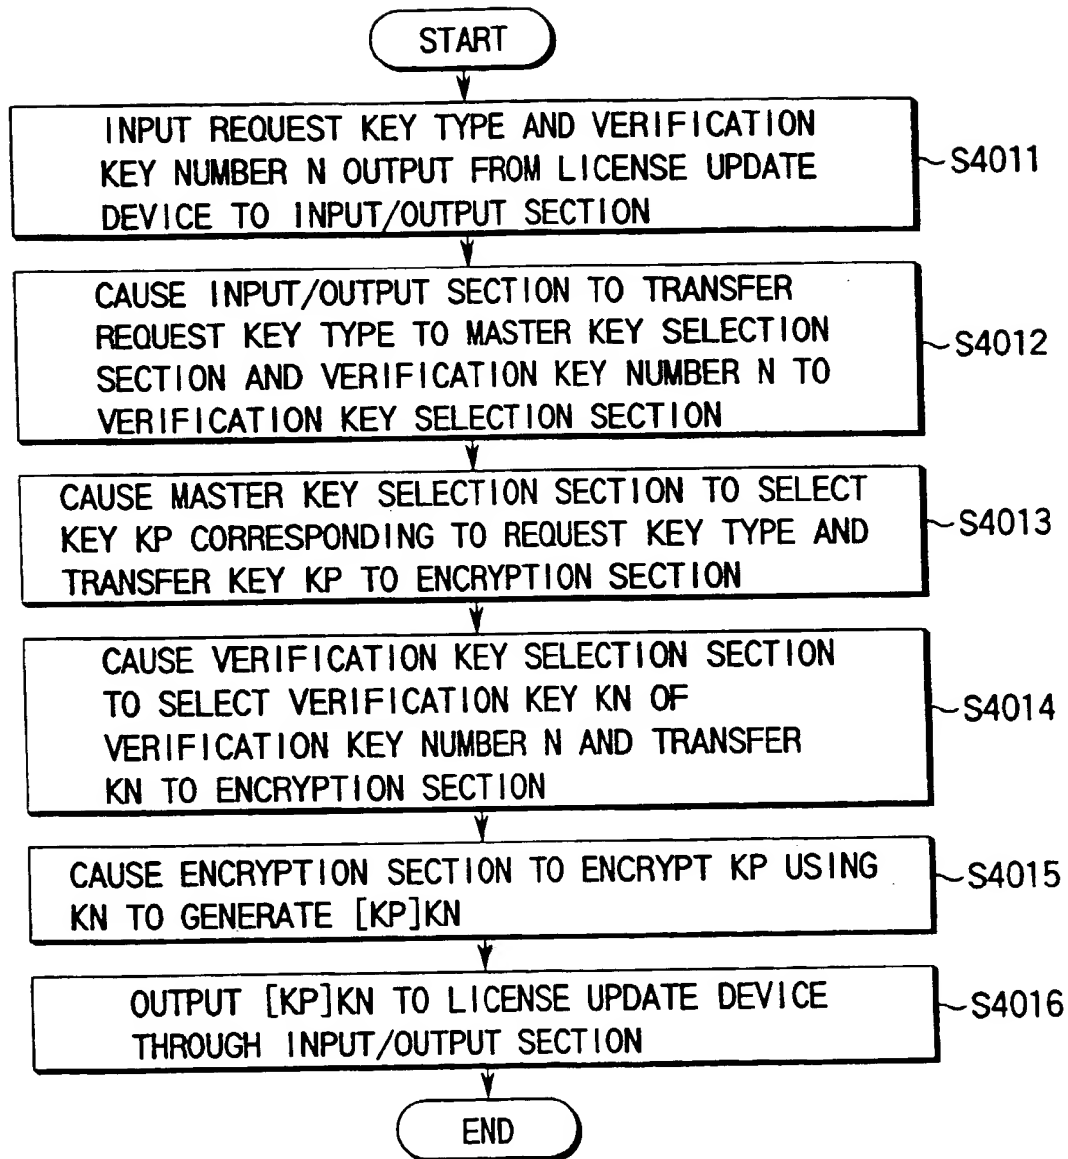 START
INPUT REQUEST KEY TYPE AND VERIFICATION
KEY NUMBER N OUTPUT FROM LICENSE UPDATE
DEVICE TO INPUT/OUTPUT SECTION
S4011
CAUSE INPUT/OUTPUT SECTION TO TRANSFER
REQUEST KEY TYPE TO MASTER KEY SELECTION
SECTION AND VERIFICATION KEY NUMBER N TO
VERIFICATION KEY SELECTION SECTION
S4012
CAUSE MASTER KEY SELECTION SECTION TO SELECT
KEY KP CORRESPONDING TO REQUEST KEY TYPE AND
TRANSFER KEY KP TO ENCRYPTION SECTION
S4013
CAUSE VERIFICATION KEY SELECTION SECTION
TO SELECT VERIFICATION KEY KN OF
VERIFICATION KEY NUMBER N AND TRANSFER
KN TO ENCRYPTION SECTION
S4014
CAUSE ENCRYPTION SECTION TO ENCRYPT KP USING
KN TO GENERATE [KP]KN
S4015
OUTPUT [KP]KN TO LICENSE UPDATE DEVICE
THROUGH INPUT/OUTPUT SECTION
S4016
END